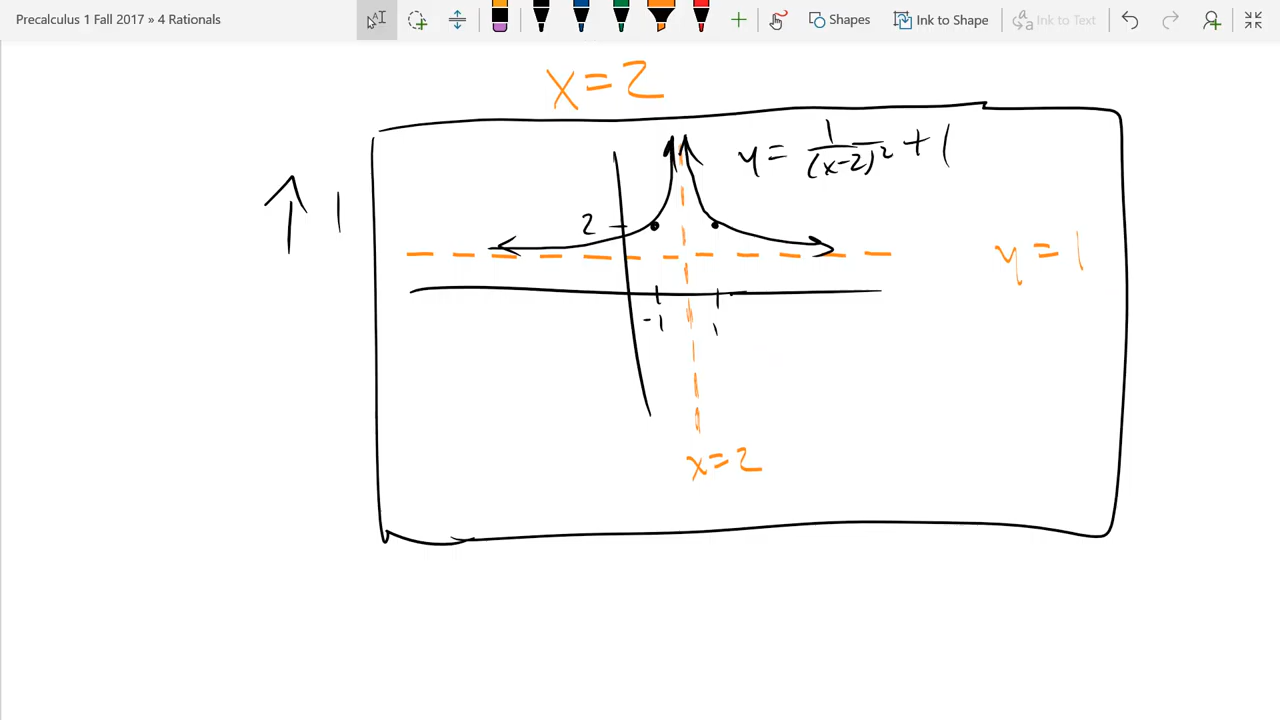 Precalculus 1 Fall 2017 » 4 Rationals
Shapes
Ink to Shape
Ink to Text
x=2
y = 1/(x-2)² + 1
↑ 1
2
y = 1
-1
1
x=2